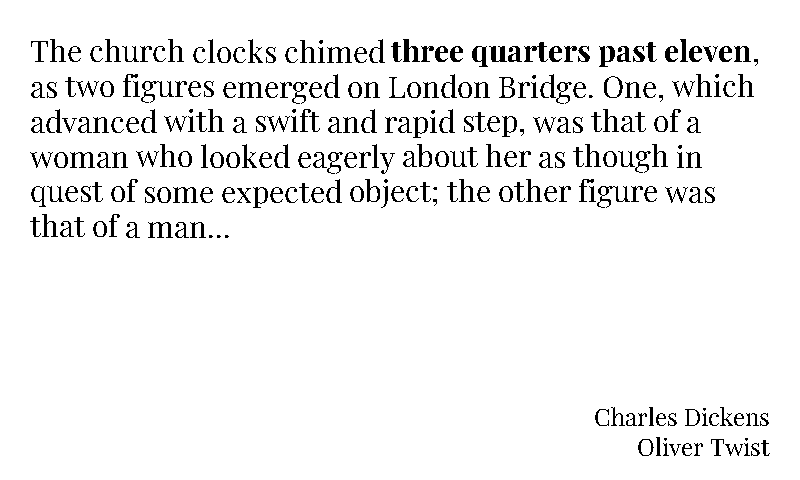 The church clocks chimed three quarters past eleven,
as two figures emerged on London Bridge. One, which
advanced with a swift and rapid step, was that of a
woman who looked eagerly about her as though in
quest of some expected object; the other figure was
that of a man...
Charles Dickens
Oliver Twist